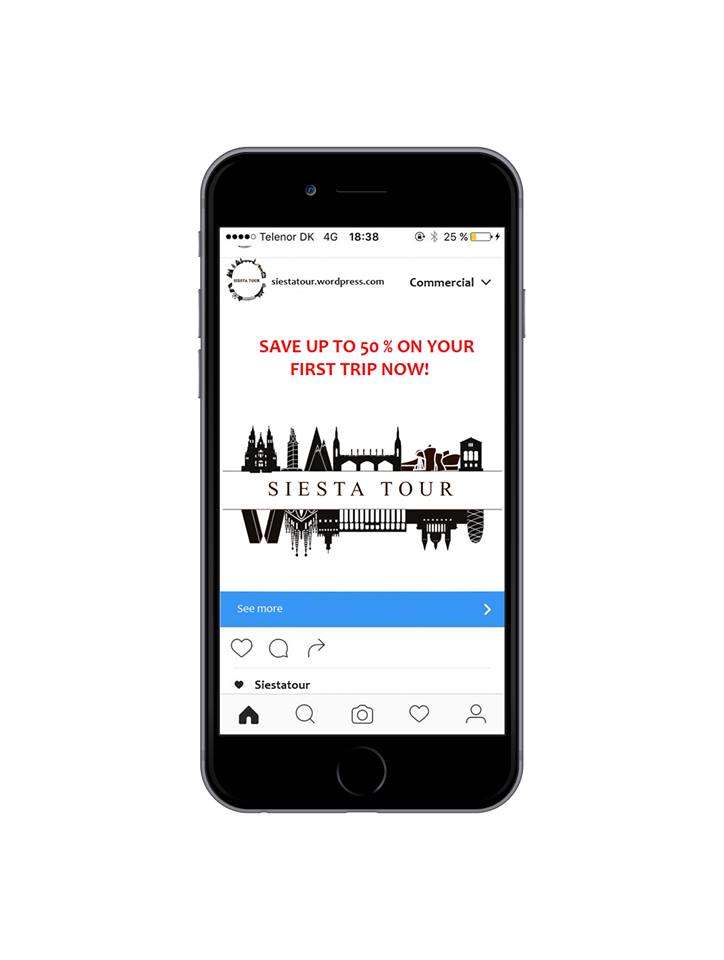 Telenor DK 4G 18:38 25 %
SIESTA TOUR
siestatour.wordpress.com Commercial
SAVE UP TO 50 % ON YOUR
FIRST TRIP NOW!
SIESTA TOUR
See more
Siestatour